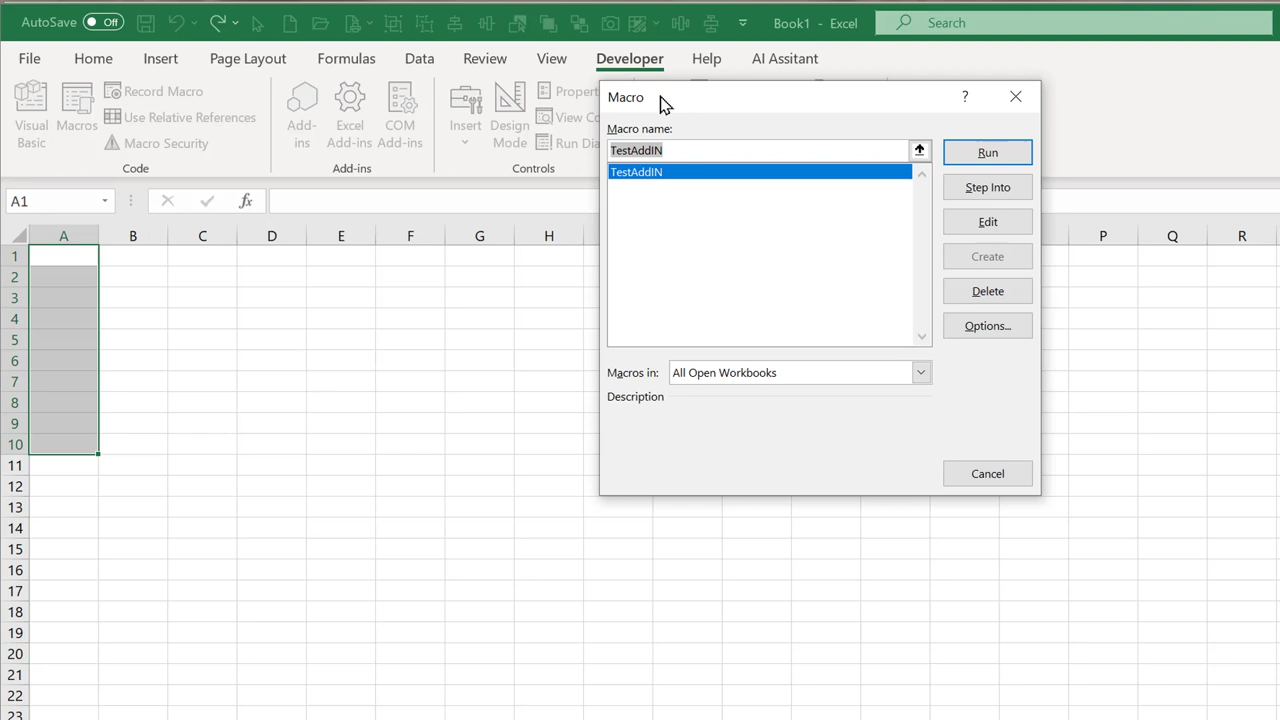 AutoSave Off Book1 - Excel Search
File Home Insert Page Layout Formulas Data Review View Developer Help AI Assitant
Visual Basic
Macros
Record Macro
Use Relative References
Macro Security
Code
Add-ins
Excel Add-ins
COM Add-ins
Add-ins
Insert
Design Mode
Propert
View Co
Run Dia
Controls
Macro ?
Macro name:
TestAddIN
TestAddIN
Run
Step Into
Edit
Create
Delete
Options...
Macros in: All Open Workbooks
Description
Cancel
A1 fx
A B C D E F G H P Q R
1
2
3
4
5
6
7
8
9
10
11
12
13
14
15
16
17
18
19
20
21
22
23